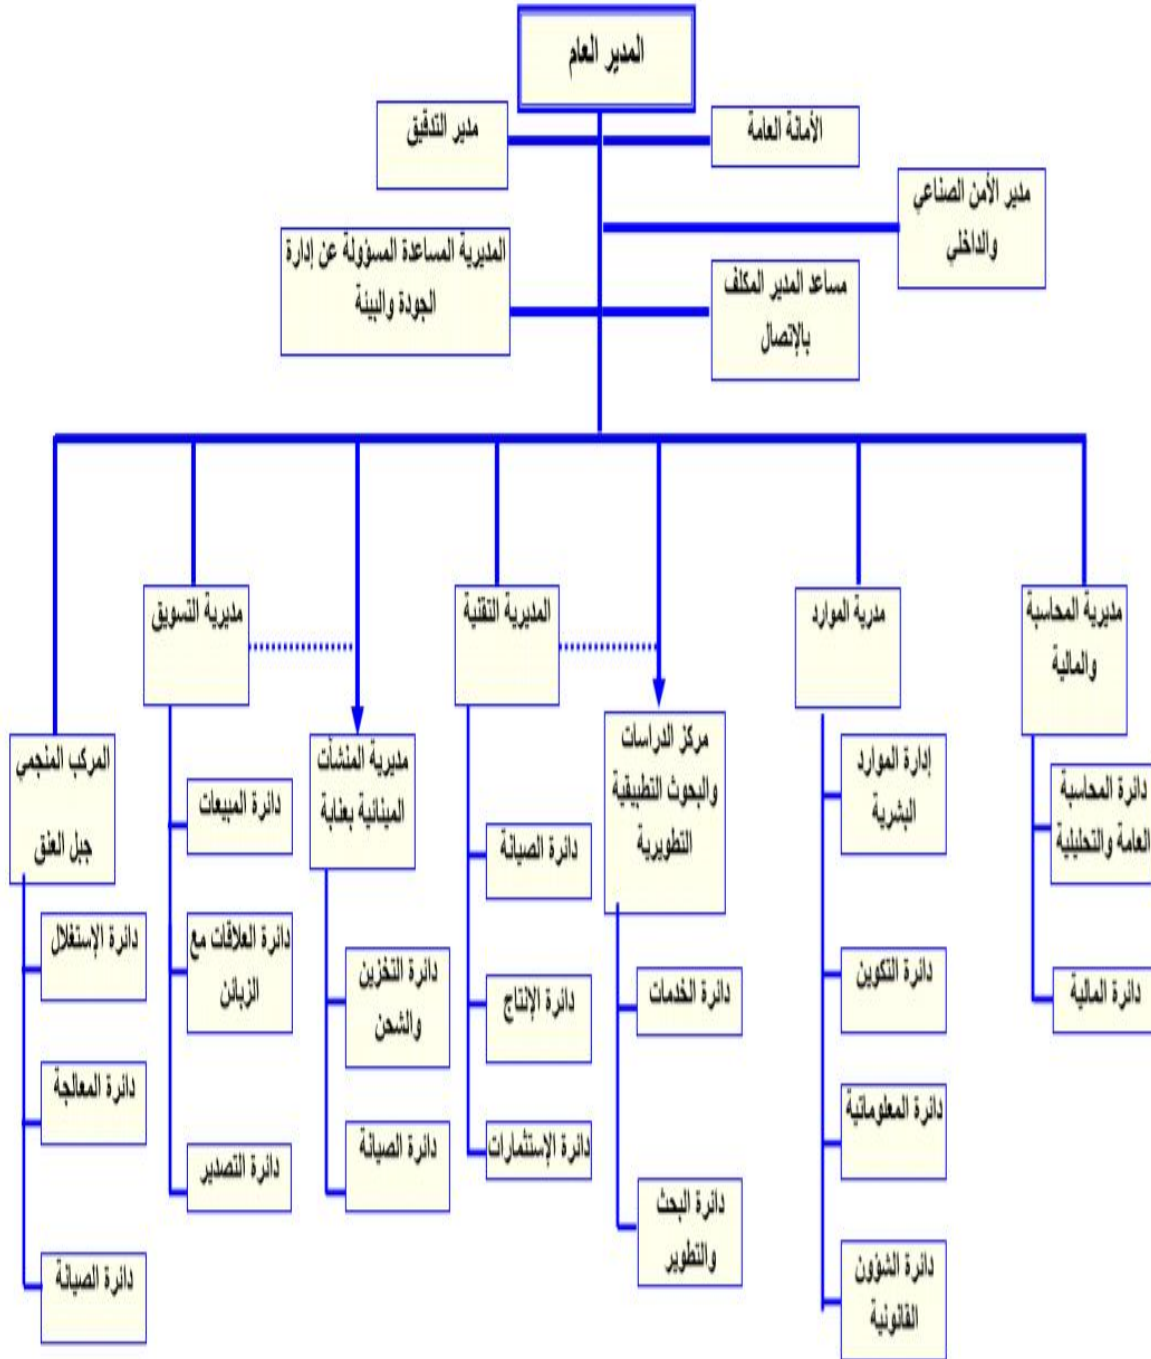 المدير العام
الأمانة العامة
مدير التدقيق
مدير الأمن الصناعي
والداخلي
المديرية المساعدة المسؤولة عن إدارة
الجودة والبيئة
مساعد المدير المكلف
بالإتصال
مديرية المحاسبة
والمالية
دائرة المحاسبة
العامة والتحليلية
دائرة المالية
مدرية الموارد
إدارة الموارد
البشرية
دائرة التكوين
دائرة المعلوماتية
دائرة الشؤون
القانونية
مركز الدراسات
والبحوث التطبيقية
التطويرية
دائرة الخدمات
دائرة البحث
والتطوير
المديرية التقنية
دائرة الصيانة
دائرة الإنتاج
دائرة الإستثمارات
مديرية المنشآت
المينائية بعنابة
دائرة التخزين
والشحن
دائرة الصيانة
مديرية التسويق
دائرة المبيعات
دائرة العلاقات مع
الزبائن
دائرة التصدير
المركب المنجمي
جبل العنق
دائرة الإستغلال
دائرة المعالجة
دائرة الصيانة